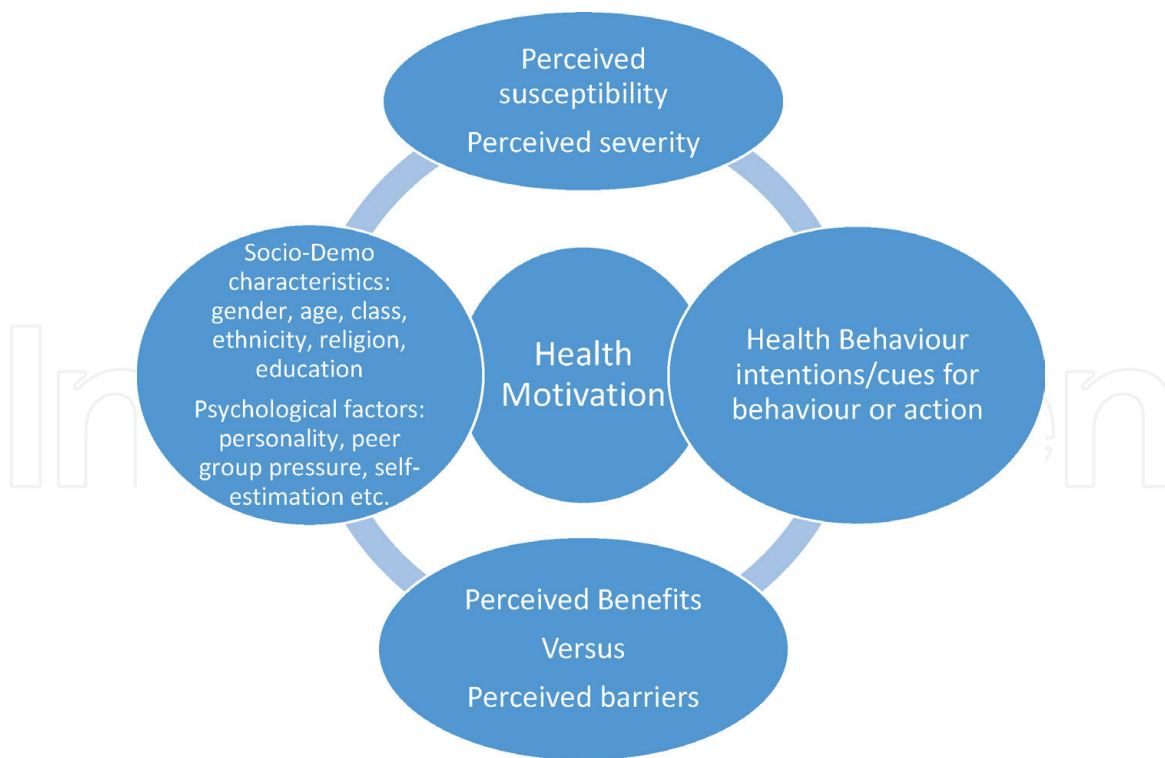 Perceived
susceptibility
Perceived severity
Socio-Demo
characteristics:
gender, age, class,
ethnicity, religion,
education
Psychological factors:
personality, peer
group pressure, self-
estimation etc.
Health
Motivation
Health Behaviour
intentions/cues for
behaviour or action
Perceived Benefits
Versus
Perceived barriers